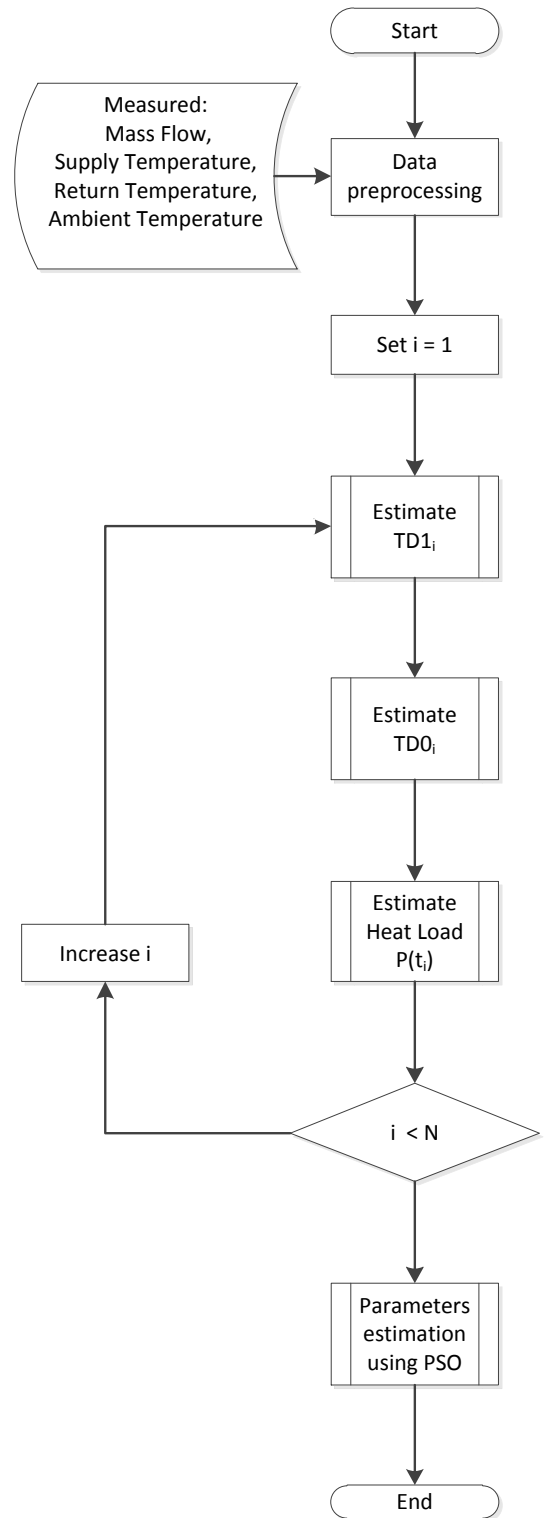 Start
Measured:
Mass Flow,
Supply Temperature,
Return Temperature,
Ambient Temperature
Data
preprocessing
Set i = 1
Estimate
TD1ᵢ
Estimate
TD0ᵢ
Estimate
Heat Load
P(tᵢ)
Increase i
i < N
Parameters
estimation
using PSO
End